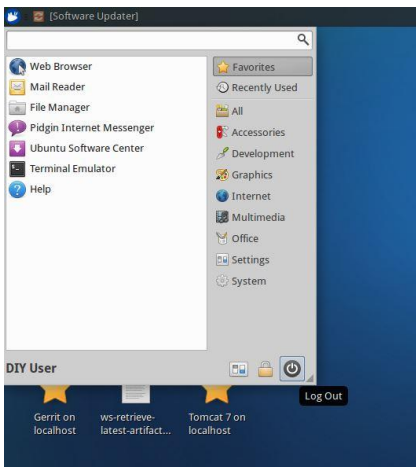 [Software Updater]
Web Browser
Mail Reader
File Manager
Pidgin Internet Messenger
Ubuntu Software Center
Terminal Emulator
Help
Favorites
Recently Used
All
Accessories
Development
Graphics
Internet
Multimedia
Office
Settings
System
DIY User
Log Out
Gerrit on
localhost
ws-retrieve-
latest-artifact...
Tomcat 7 on
localhost